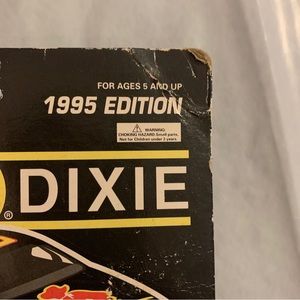 FOR AGES 5 AND UP
1995 EDITION
⚠ WARNING:
CHOKING HAZARD-Small parts.
Not for Children under 3 years.
® DIXIE